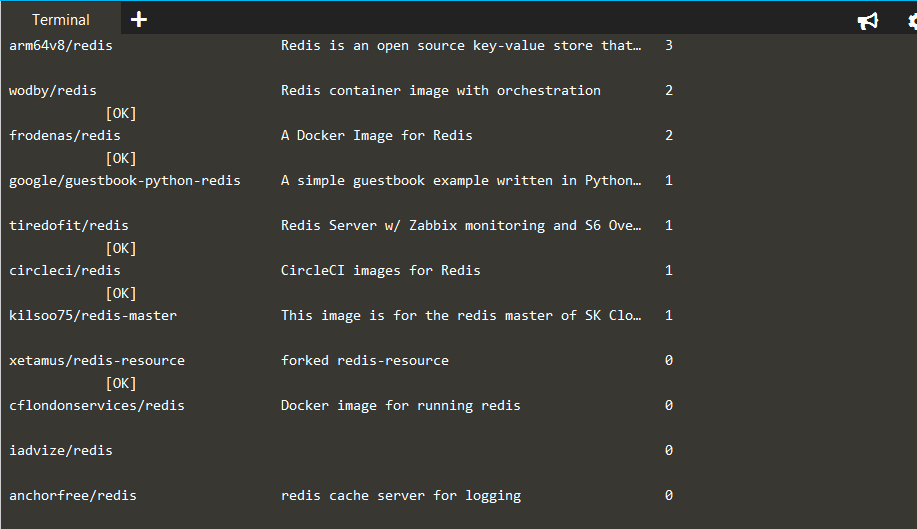 Terminal
arm64v8/redis Redis is an open source key-value store that… 3
wodby/redis Redis container image with orchestration 2
[OK]
frodenas/redis A Docker Image for Redis 2
[OK]
google/guestbook-python-redis A simple guestbook example written in Python… 1
tiredofit/redis Redis Server w/ Zabbix monitoring and S6 Ove… 1
[OK]
circleci/redis CircleCI images for Redis 1
[OK]
kilsoo75/redis-master This image is for the redis master of SK Clo… 1
xetamus/redis-resource forked redis-resource 0
[OK]
cflondonservices/redis Docker image for running redis 0
iadvize/redis 0
anchorfree/redis redis cache server for logging 0